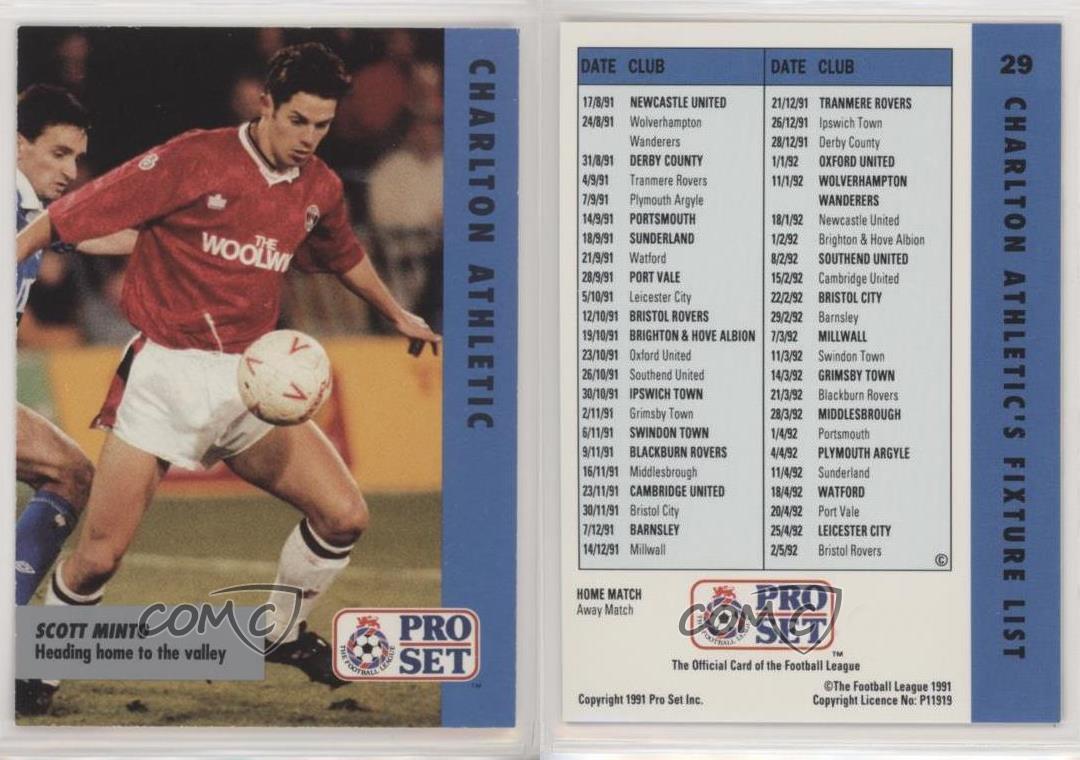 CHARLTON ATHLETIC
THE
WOOLWI
SCOTT MINTO
Heading home to the valley
PRO
SET
THE FOOTBALL LEAGUE
TM
COMC
DATE CLUB
17/8/91 NEWCASTLE UNITED
24/8/91 Wolverhampton
Wanderers
31/8/91 DERBY COUNTY
4/9/91 Tranmere Rovers
7/9/91 Plymouth Argyle
14/9/91 PORTSMOUTH
18/9/91 SUNDERLAND
21/9/91 Watford
28/9/91 PORT VALE
5/10/91 Leicester City
12/10/91 BRISTOL ROVERS
19/10/91 BRIGHTON & HOVE ALBION
23/10/91 Oxford United
26/10/91 Southend United
30/10/91 IPSWICH TOWN
2/11/91 Grimsby Town
6/11/91 SWINDON TOWN
9/11/91 BLACKBURN ROVERS
16/11/91 Middlesbrough
23/11/91 CAMBRIDGE UNITED
30/11/91 Bristol City
7/12/91 BARNSLEY
14/12/91 Millwall
DATE CLUB
21/12/91 TRANMERE ROVERS
26/12/91 Ipswich Town
28/12/91 Derby County
1/1/92 OXFORD UNITED
11/1/92 WOLVERHAMPTON
WANDERERS
18/1/92 Newcastle United
1/2/92 Brighton & Hove Albion
8/2/92 SOUTHEND UNITED
15/2/92 Cambridge United
22/2/92 BRISTOL CITY
29/2/92 Barnsley
7/3/92 MILLWALL
11/3/92 Swindon Town
14/3/92 GRIMSBY TOWN
21/3/92 Blackburn Rovers
28/3/92 MIDDLESBROUGH
1/4/92 Portsmouth
4/4/92 PLYMOUTH ARGYLE
11/4/92 Sunderland
18/4/92 WATFORD
20/4/92 Port Vale
25/4/92 LEICESTER CITY
2/5/92 Bristol Rovers
©
HOME MATCH
Away Match
PRO
SET
THE FOOTBALL LEAGUE
TM
COMC
The Official Card of the Football League
©The Football League 1991
Copyright 1991 Pro Set Inc.
Copyright Licence No: P11919
29
CHARLTON ATHLETIC'S FIXTURE LIST